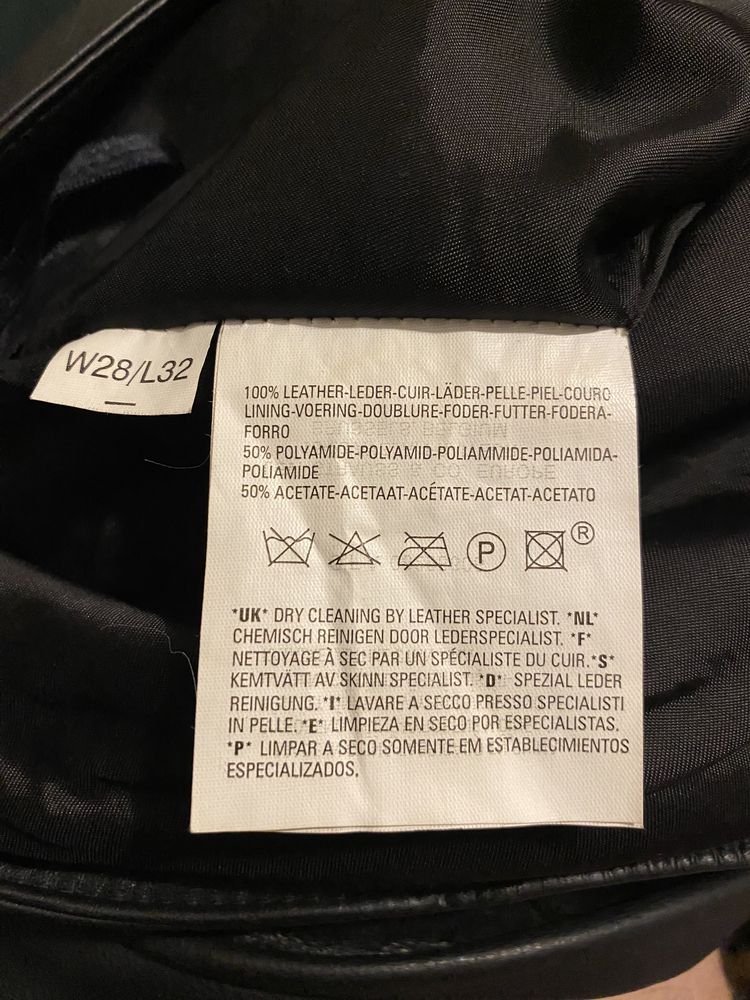 W28/L32
100% LEATHER-LEDER-CUIR-LÄDER-PELLE-PIEL-COURO
LINING-VOERING-DOUBLURE-FODER-FUTTER-FODERA-
FORRO
50% POLYAMIDE-POLYAMID-POLIAMMIDE-POLIAMIDA-
POLIAMIDE
50% ACETATE-ACETAAT-ACÉTATE-ACETAT-ACETATO
P ®
*UK* DRY CLEANING BY LEATHER SPECIALIST. *NL*
CHEMISCH REINIGEN DOOR LEDERSPECIALIST. *F*
NETTOYAGE À SEC PAR UN SPÉCIALISTE DU CUIR.*S*
KEMTVÄTT AV SKINN SPECIALIST. *D* SPEZIAL LEDER
REINIGUNG. *I* LAVARE A SECCO PRESSO SPECIALISTI
IN PELLE. *E* LIMPIEZA EN SECO POR ESPECIALISTAS.
*P* LIMPAR A SECO SOMENTE EM ESTABLECIMIENTOS
ESPECIALIZADOS.